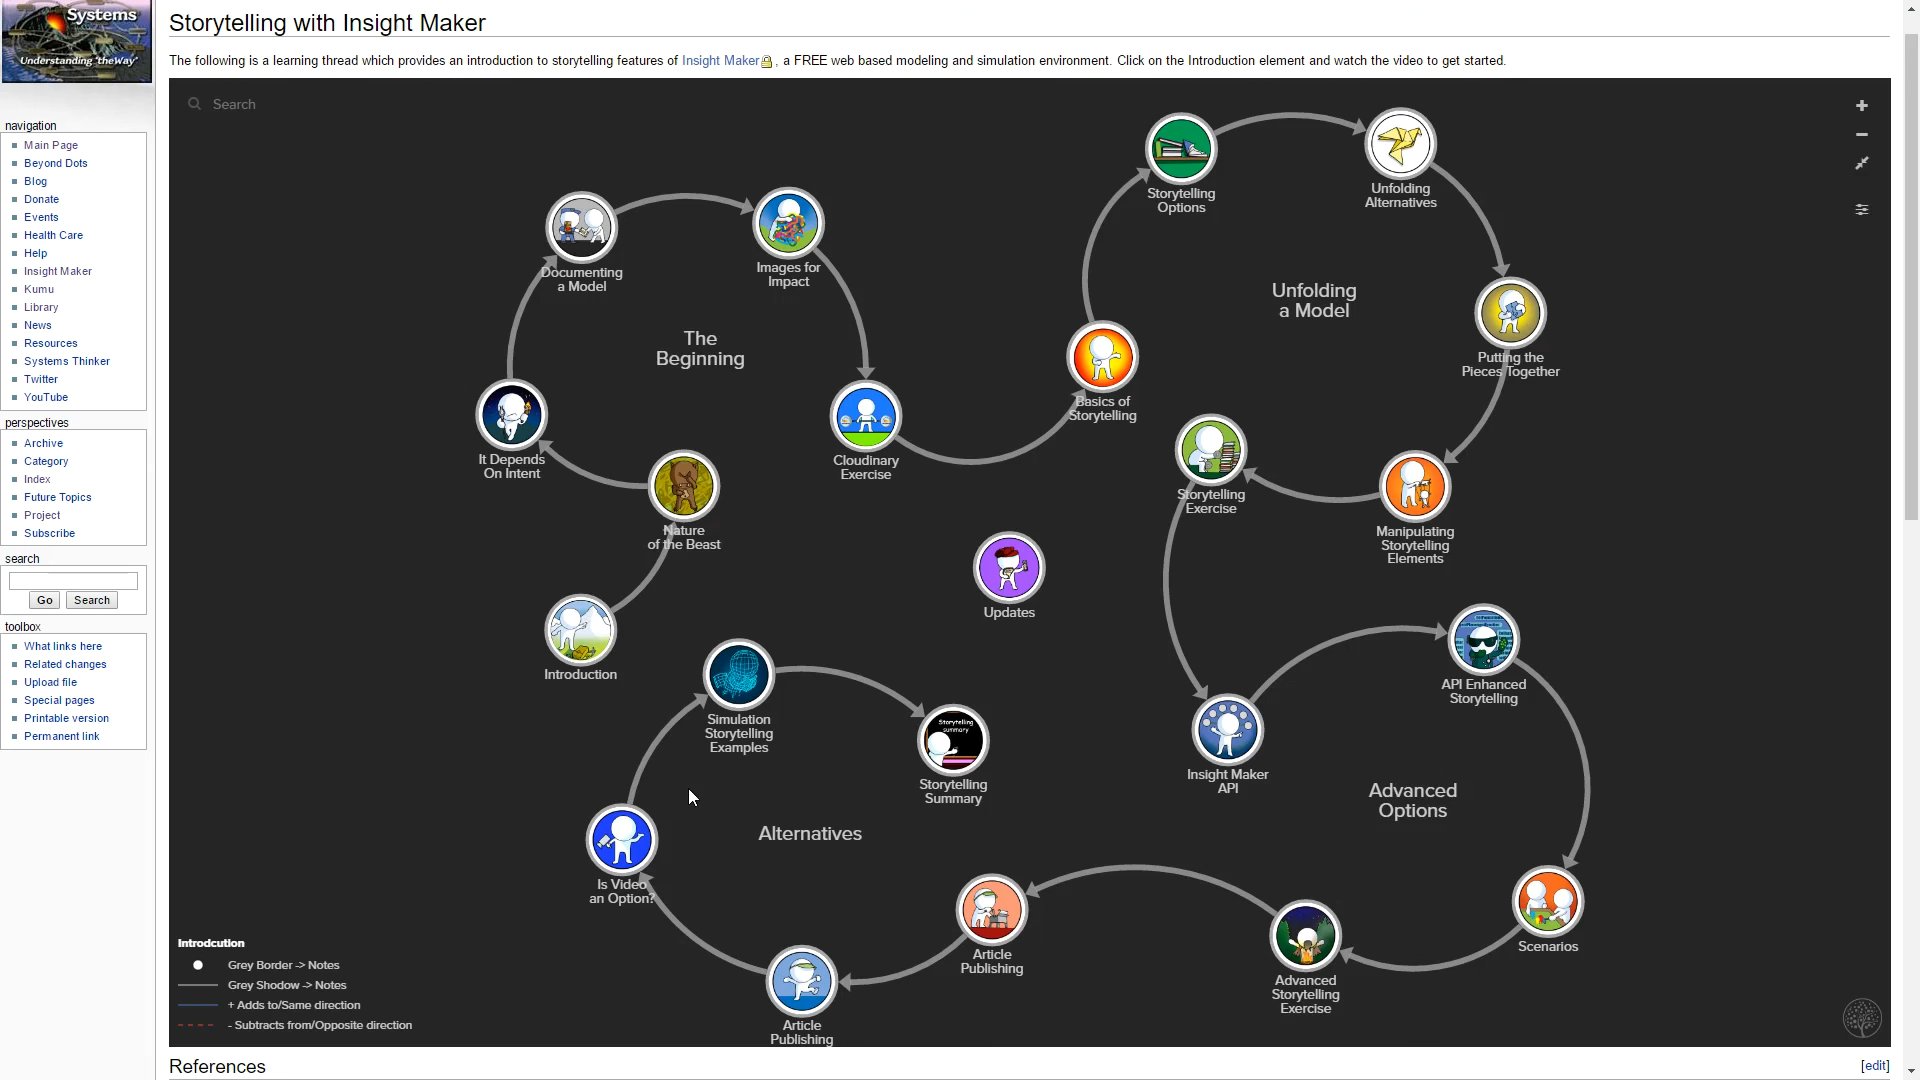 Systems
Understanding 'theWay'
Storytelling with Insight Maker
The following is a learning thread which provides an introduction to storytelling features of Insight Maker, a FREE web based modeling and simulation environment. Click on the Introduction element and watch the video to get started.
navigation
Main Page
Beyond Dots
Blog
Donate
Events
Health Care
Help
Insight Maker
Kumu
Library
News
Resources
Systems Thinker
Twitter
YouTube
perspectives
Archive
Category
Index
Future Topics
Project
Subscribe
search
Go
Search
toolbox
What links here
Related changes
Upload file
Special pages
Printable version
Permanent link
Search
Introduction
Nature
of the Beast
It Depends
On Intent
Documenting
a Model
Images for
Impact
The
Beginning
Cloudinary
Exercise
Basics of
Storytelling
Storytelling
Options
Unfolding
Alternatives
Unfolding
a Model
Putting the
Pieces Together
Manipulating
Storytelling
Elements
Storytelling
Exercise
Updates
Insight Maker
API
API Enhanced
Storytelling
Advanced
Options
Scenarios
Advanced
Storytelling
Exercise
Article
Publishing
Article
Publishing
Is Video
an Option?
Alternatives
Simulation
Storytelling
Examples
Storytelling
summary
Storytelling
Summary
Introdcution
Grey Border -> Notes
Grey Shodow -> Notes
+ Adds to/Same direction
- Subtracts from/Opposite direction
References
[edit]